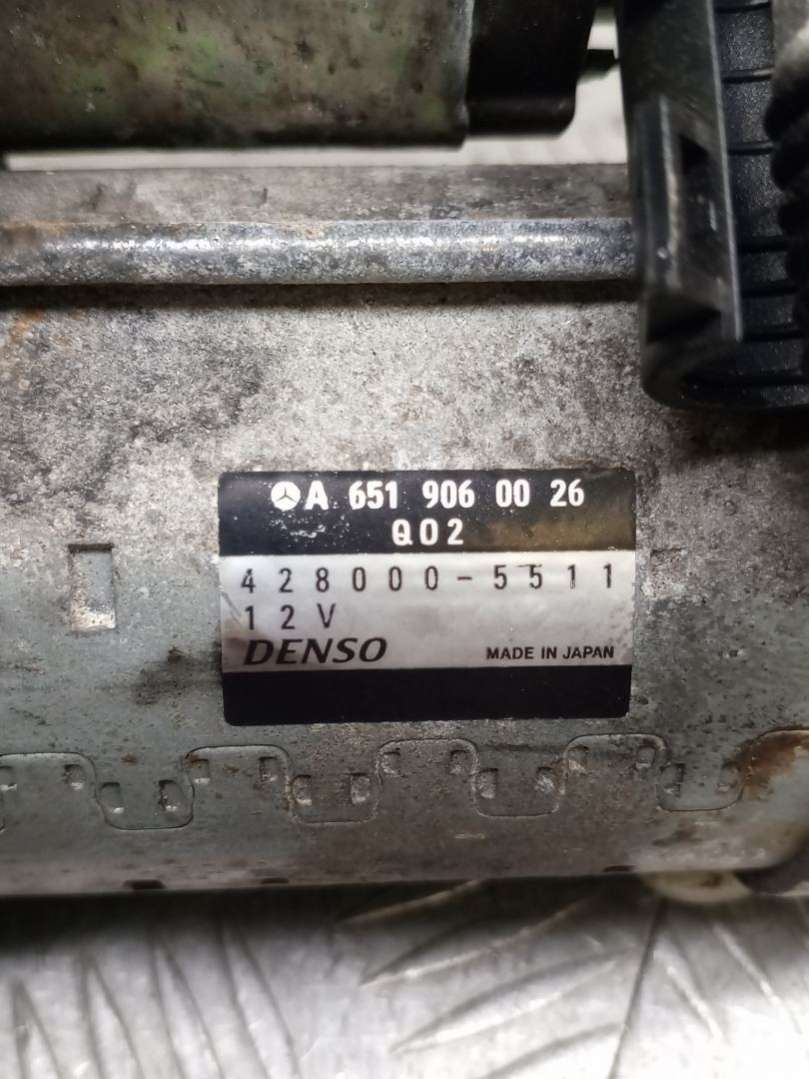 A 651 906 00 26
Q02
428000-5511
12V
DENSO MADE IN JAPAN